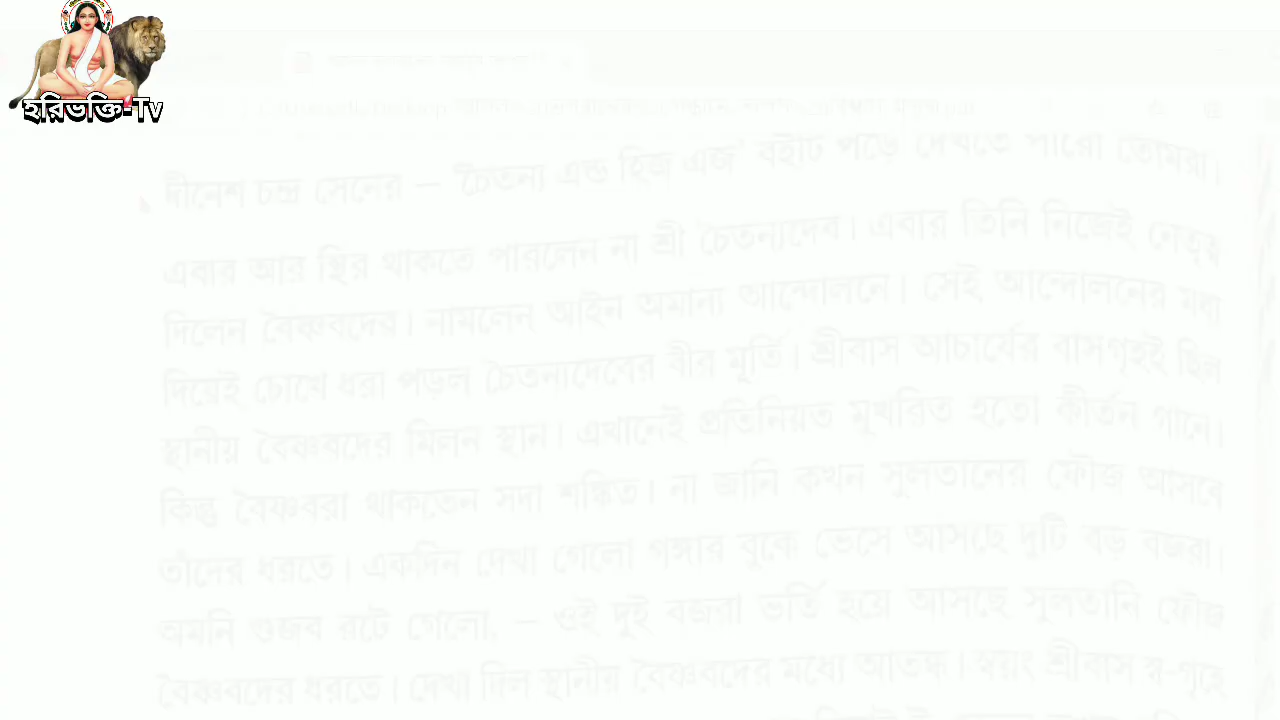 হরিভক্তি-Tv
দীনেশ চন্দ্র সেনের – 'চৈতন্য এন্ড হিজ এজ' বইটি পড়ে দেখতে পারো তোমরা।
এবার আর স্থির থাকতে পারলেন না শ্রী চৈতন্যদেব। এবার তিনি নিজেই নেতৃত্ব
দিলেন বৈষ্ণবদের। নামলেন আইন অমান্য আন্দোলনে। সেই আন্দোলনের মধ্য
দিয়েই চোখে ধরা পড়ল চৈতন্যদেবের বীর মূর্তি। শ্রীবাস আচার্যের বাসগৃহই ছিল
স্থানীয় বৈষ্ণবদের মিলন স্থান। এখানেই প্রতিনিয়ত মুখরিত হতো কীর্তন গানে।
কিন্তু বৈষ্ণবরা থাকতেন সদা শঙ্কিত। না জানি কখন সুলতানের ফৌজ আসবে
তাঁদের ধরতে। একদিন দেখা গেলো গঙ্গার বুকে ভেসে আসছে দুটি বড় বজরা।
অমনি গুজব রটে গেলো, – ওই দুই বজরা ভর্তি হয়ে আসছে সুলতানি ফৌজ
বৈষ্ণবদের ধরতে। দেখা দিল স্থানীয় বৈষ্ণবদের মধ্যে আতঙ্ক। স্বয়ং শ্রীবাস স্ব-গৃহে